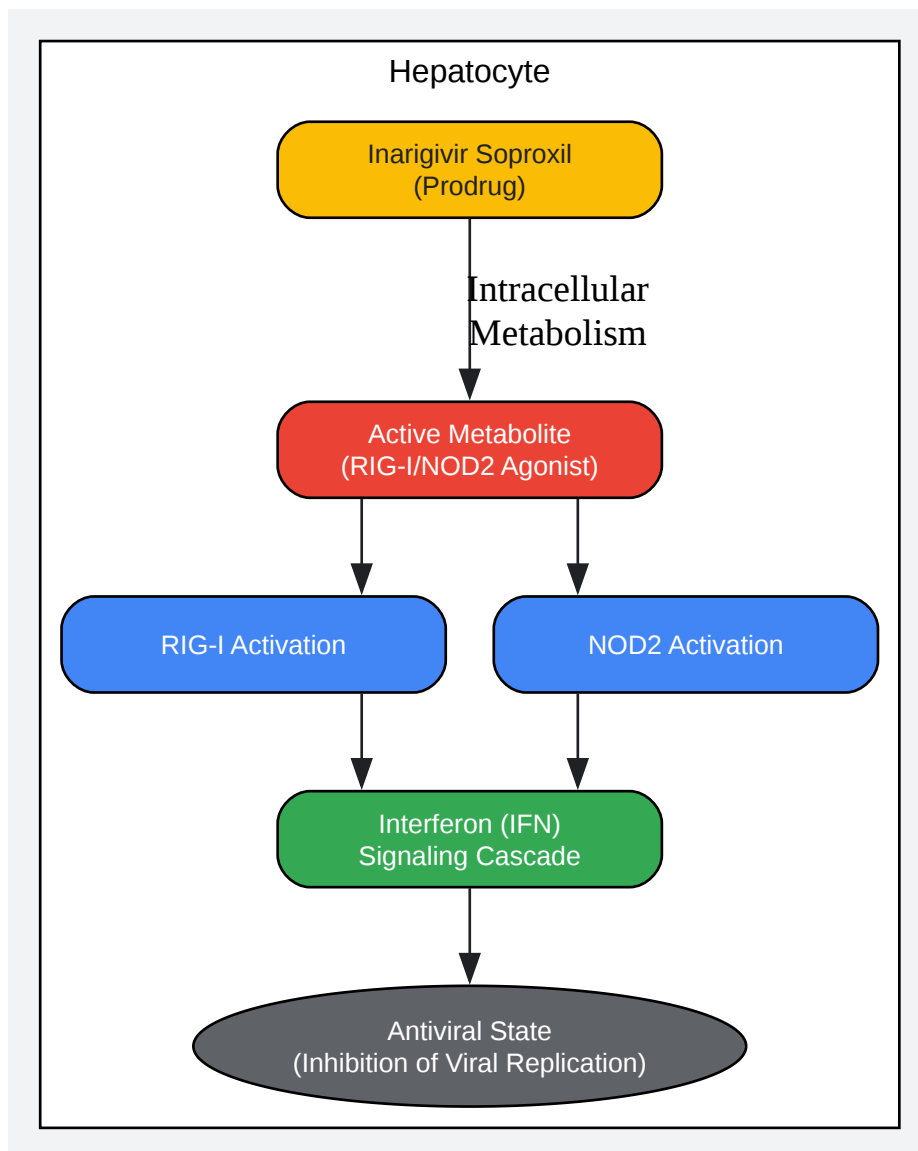 Hepatocyte
Inarigivir Soproxil
(Prodrug)
Intracellular
Metabolism
Active Metabolite
(RIG-I/NOD2 Agonist)
RIG-I Activation
NOD2 Activation
Interferon (IFN)
Signaling Cascade
Antiviral State
(Inhibition of Viral Replication)